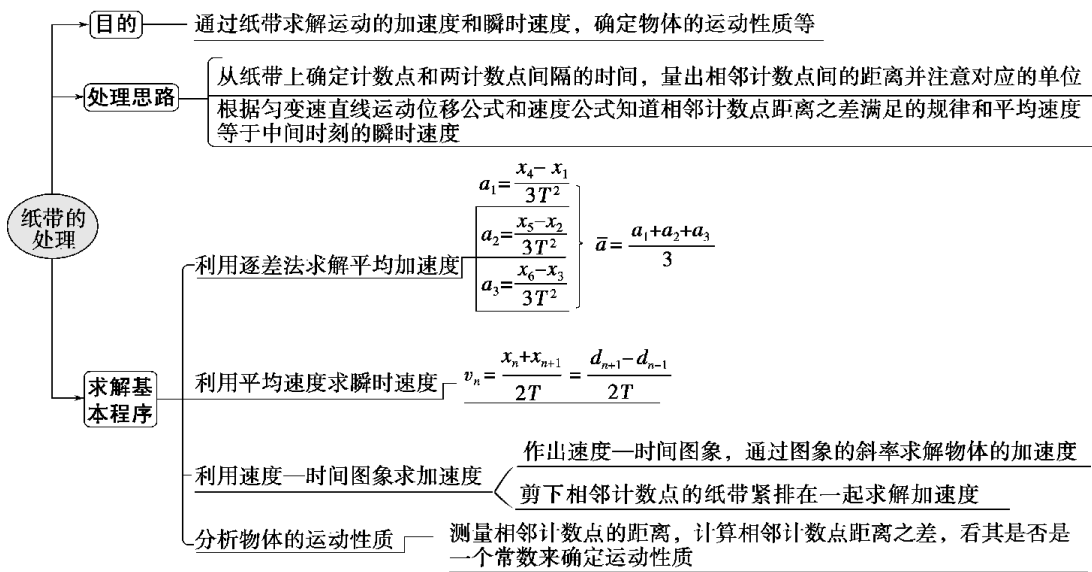 目的
通过纸带求解运动的加速度和瞬时速度，确定物体的运动性质等
处理思路
从纸带上确定计数点和两计数点间隔的时间，量出相邻计数点间的距离并注意对应的单位
根据匀变速直线运动位移公式和速度公式知道相邻计数点距离之差满足的规律和平均速度
等于中间时刻的瞬时速度
纸带的
处理
求解基
本程序
利用逐差法求解平均加速度
a₁=(x₄-x₁)/3T²
a₂=(x₅-x₂)/3T²
a₃=(x₆-x₃)/3T²
ā=(a₁+a₂+a₃)/3
利用平均速度求瞬时速度
vₙ=(xₙ+xₙ₊₁)/2T=(dₙ₊₁-dₙ₋₁)/2T
利用速度—时间图象求加速度
作出速度—时间图象，通过图象的斜率求解物体的加速度
剪下相邻计数点的纸带紧排在一起求解加速度
分析物体的运动性质
测量相邻计数点的距离，计算相邻计数点距离之差，看其是否是
一个常数来确定运动性质